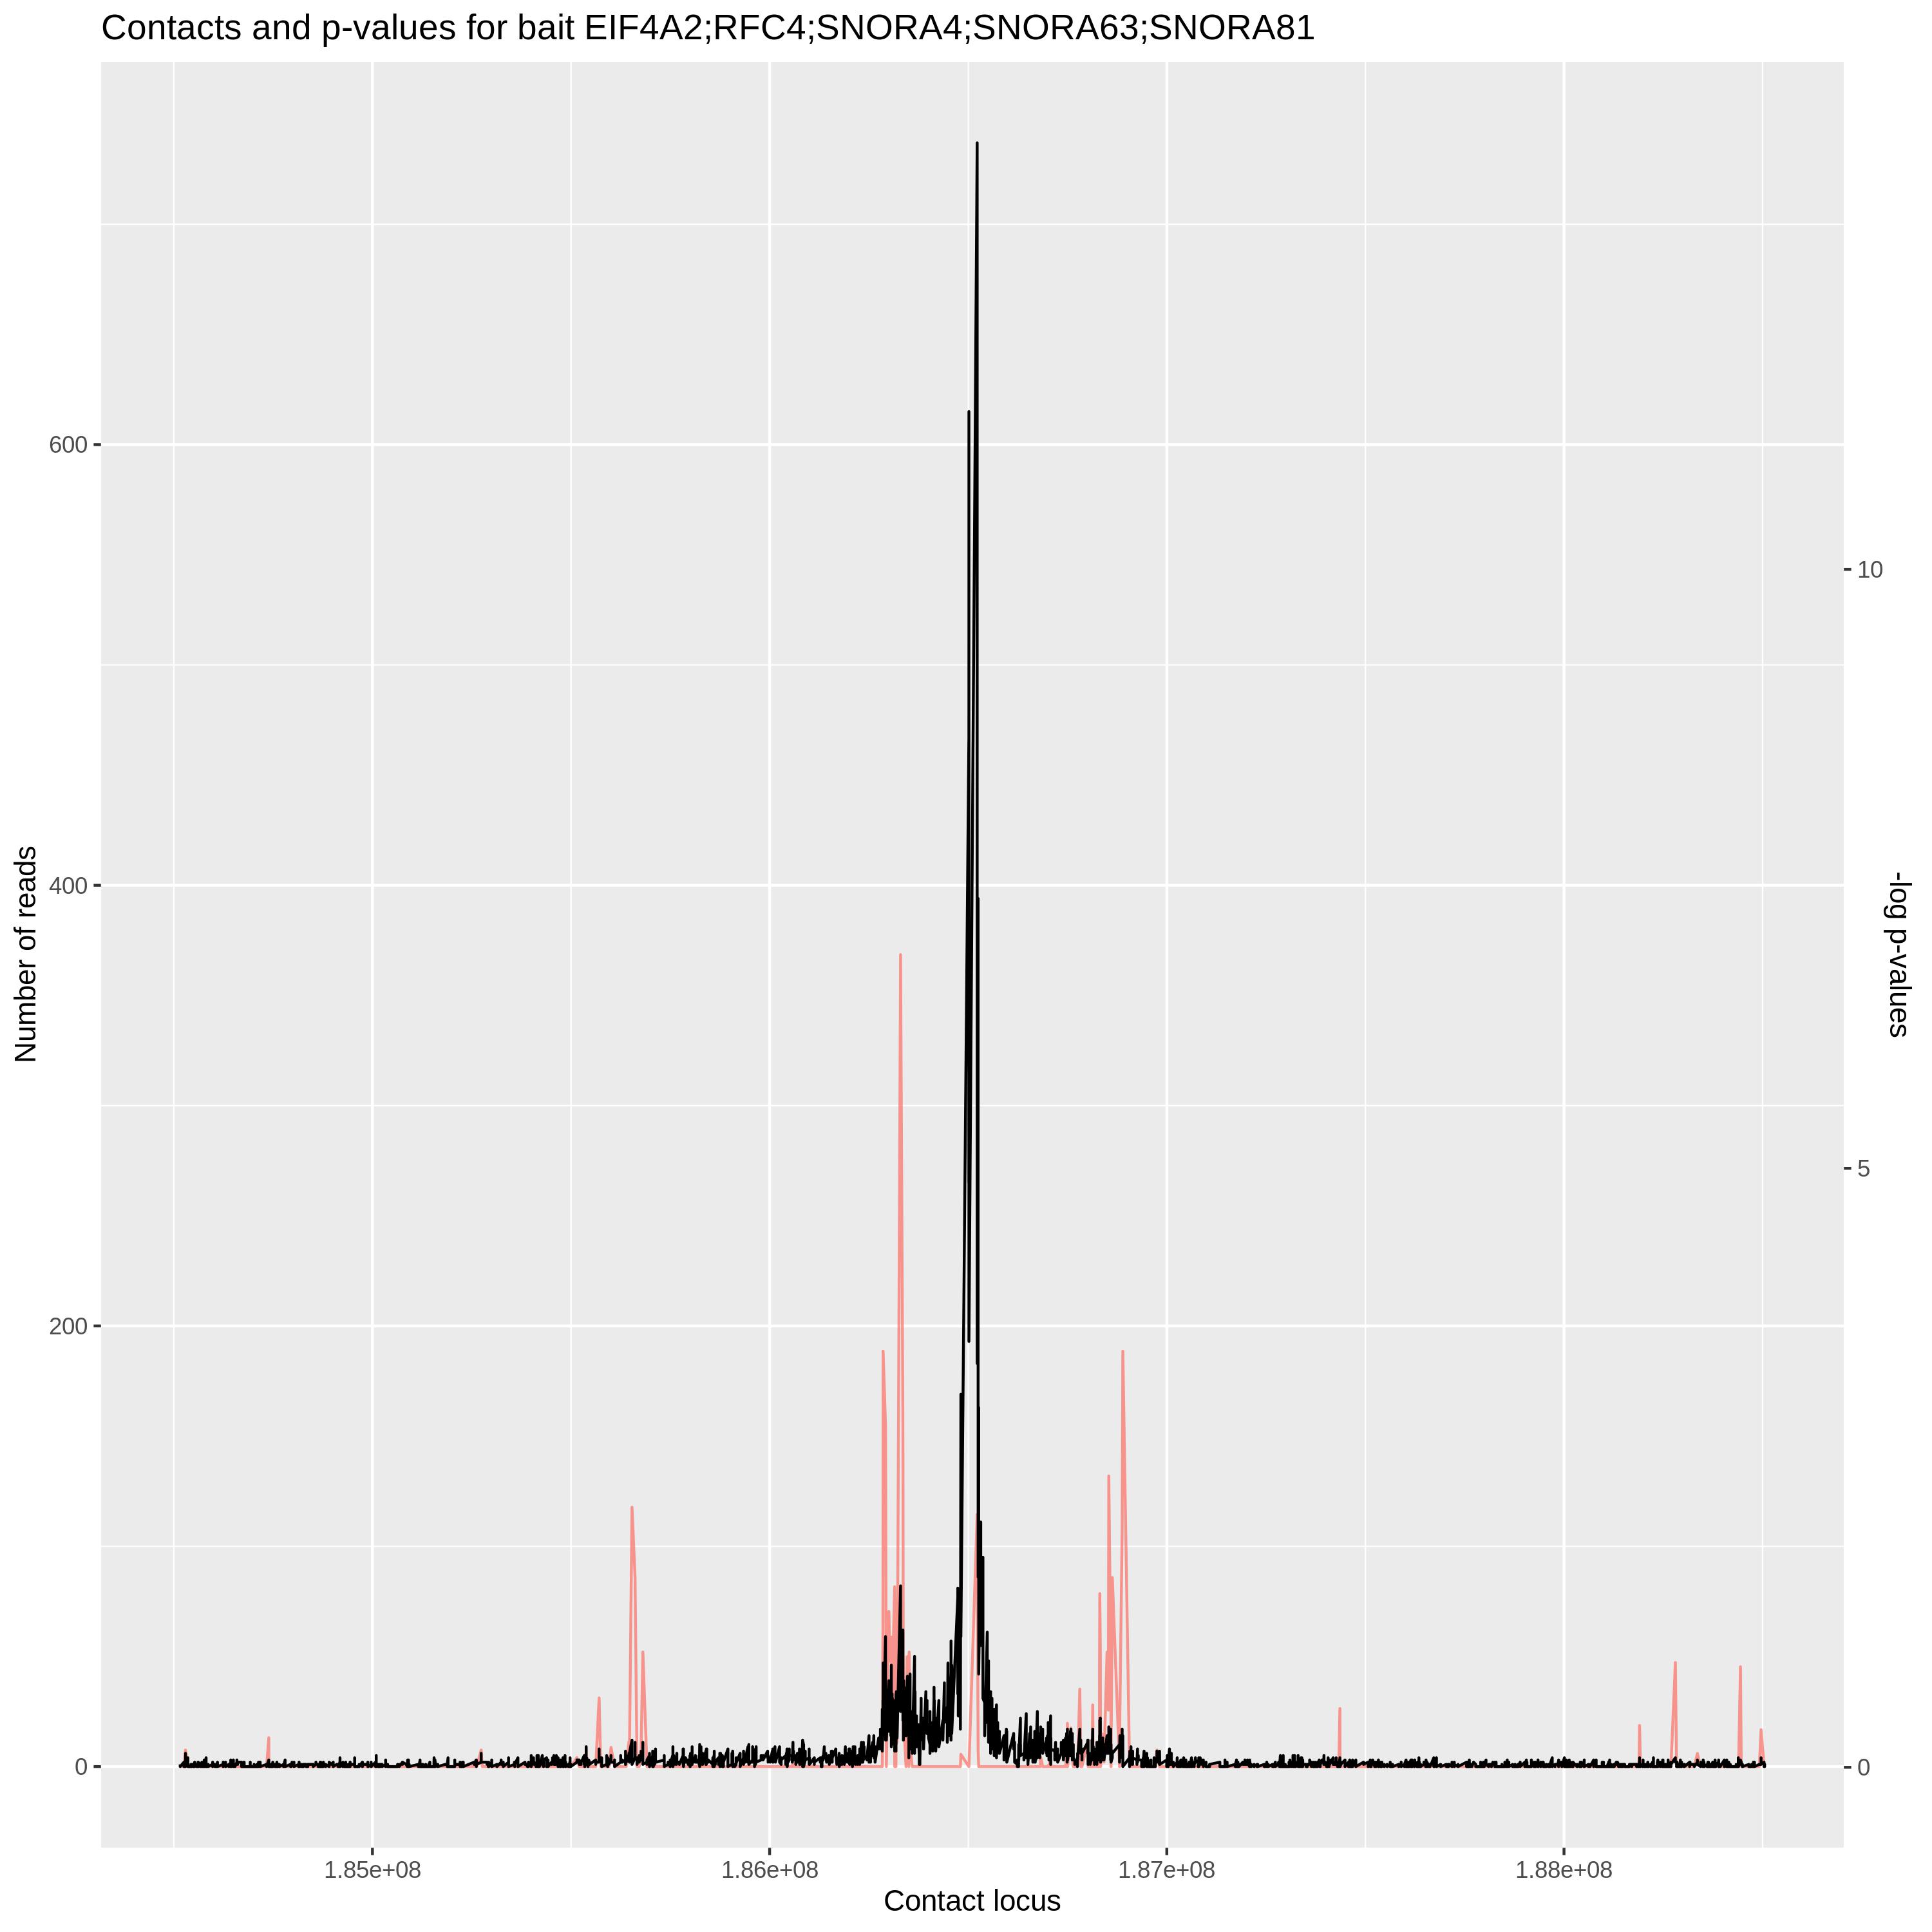 Contacts and p-values for bait EIF4A2;RFC4;SNORA4;SNORA63;SNORA81
Number of reads
600
400
200
0
10
5
0
-log p-values
1.85e+08
1.86e+08
1.87e+08
1.88e+08
Contact locus